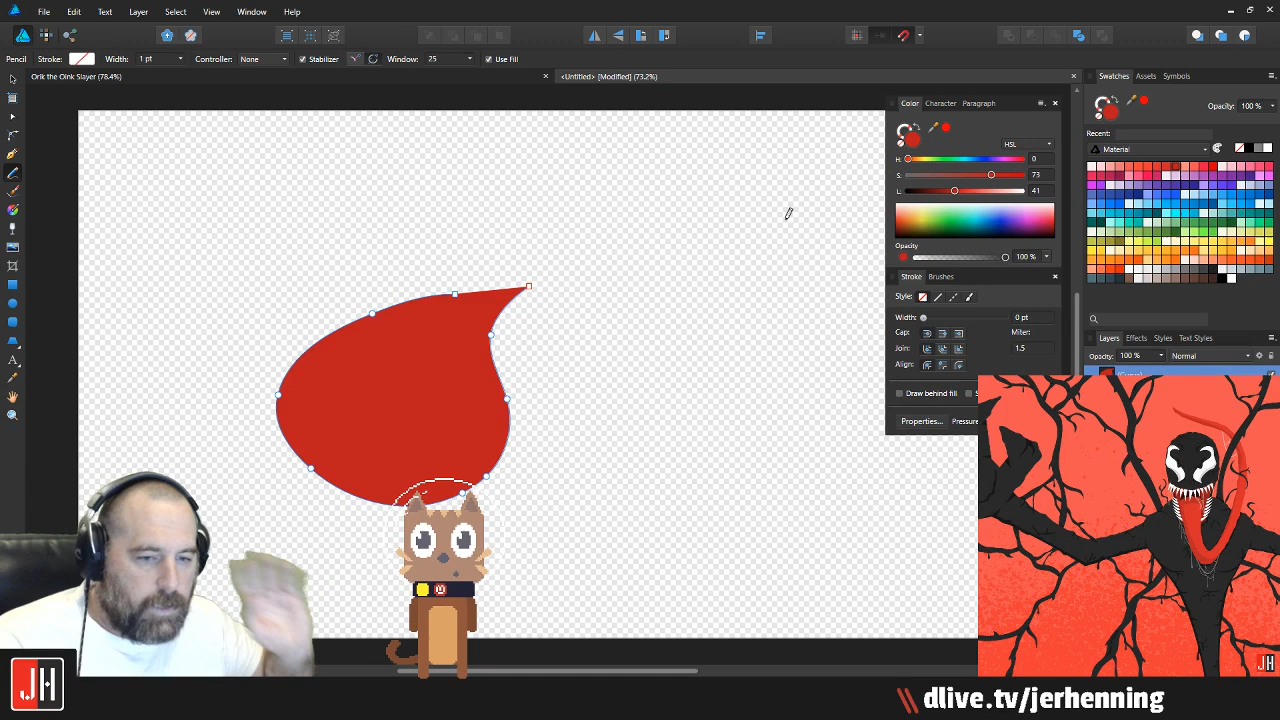 File Edit Text Layer Select View Window Help
Pencil Stroke: Width: 1 pt Controller: None Stabilizer Window: 25 Use Fill
Orik the Oink Slayer (78.4%) <Untitled> [Modified] (73.2%)
Color Character Paragraph
HSL
H: 0
S: 73
L: 41
Opacity
100 %
Stroke Brushes
Style:
Width: 0 pt
Cap: Miter:
Join: 1.5
Align:
Draw behind fill
Properties... Pressure
Swatches Assets Symbols
Opacity: 100 %
Recent:
Material
Layers Effects Styles Text Styles
Opacity: 100 % Normal
JH
JH
\\ dlive.tv/jerhenning